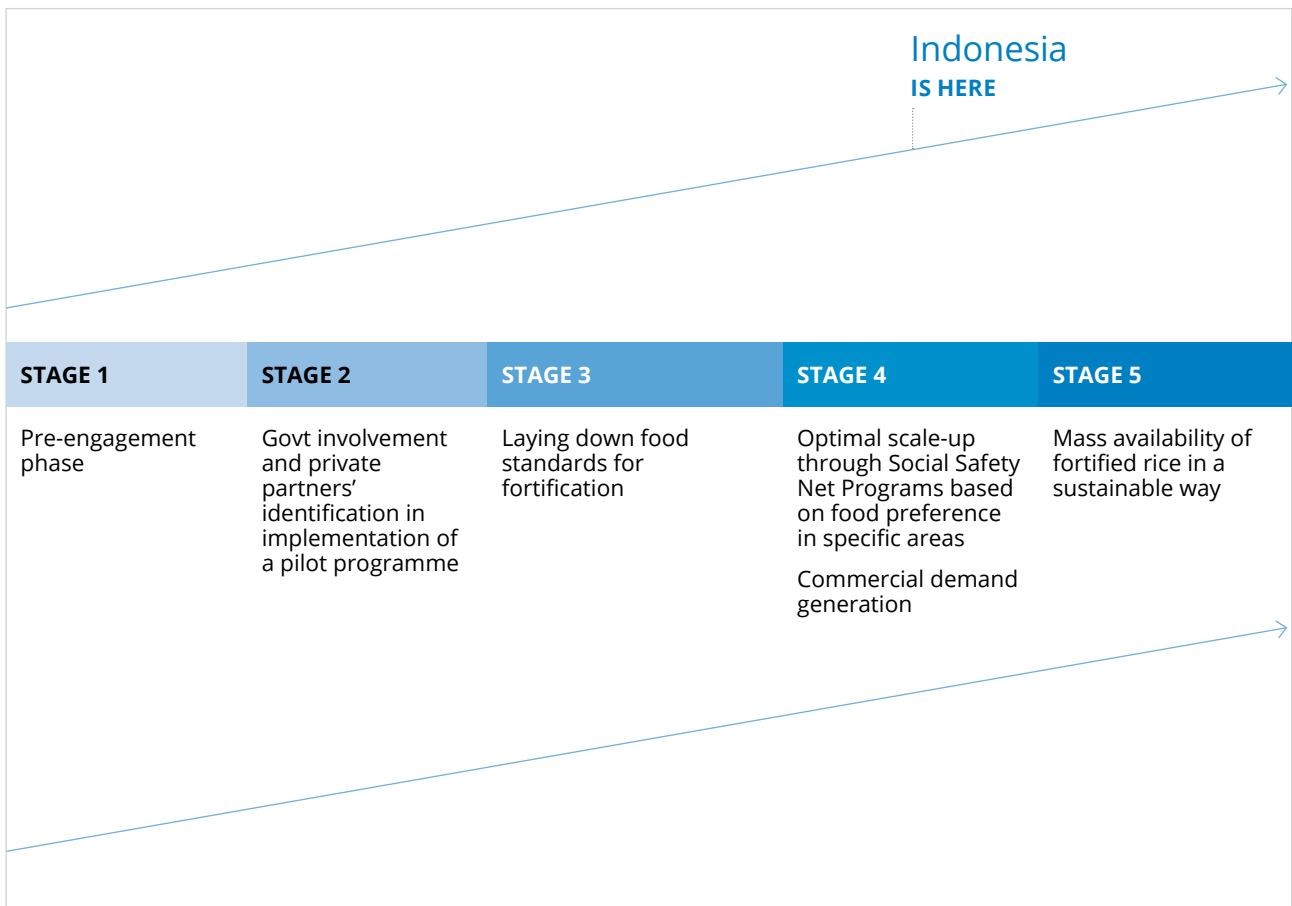 Indonesia
IS HERE
STAGE 1
Pre-engagement
phase
STAGE 2
Govt involvement
and private
partners’
identification in
implementation of
a pilot programme
STAGE 3
Laying down food
standards for
fortification
STAGE 4
Optimal scale-up
through Social Safety
Net Programs based
on food preference
in specific areas
Commercial demand
generation
STAGE 5
Mass availability of
fortified rice in a
sustainable way